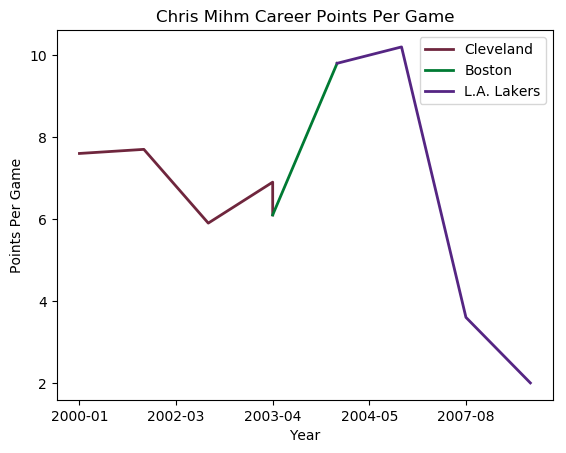 Chris Mihm Career Points Per Game
Cleveland
Boston
L.A. Lakers
10
8
6
4
2
Points Per Game
2000-01
2002-03
2003-04
2004-05
2007-08
Year